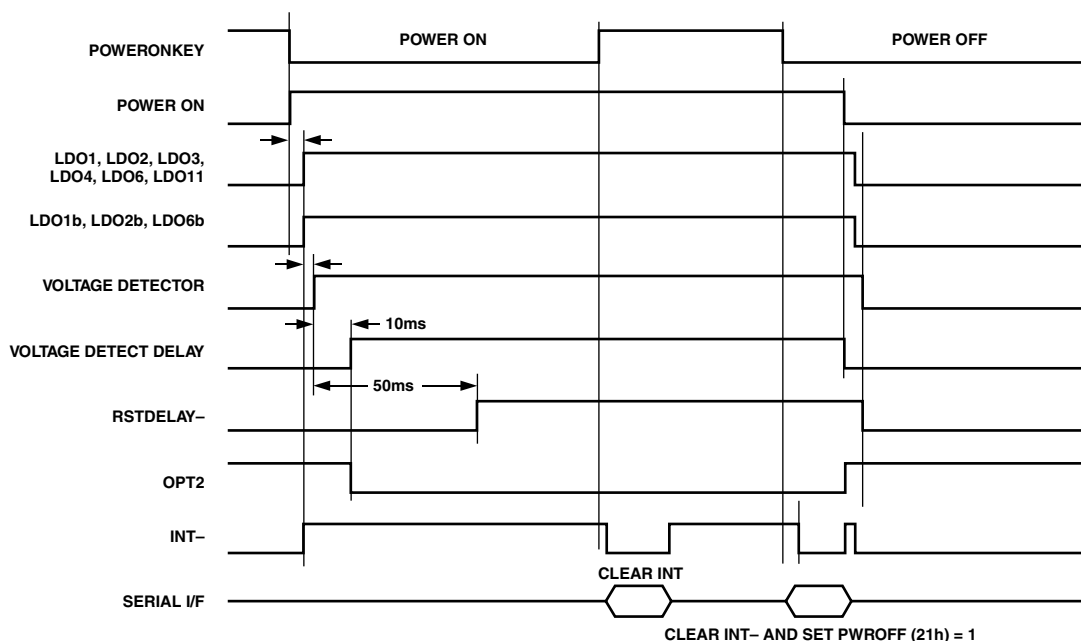 POWERONKEY
POWER ON
POWER OFF
POWER ON
LDO1, LDO2, LDO3,
LDO4, LDO6, LDO11
LDO1b, LDO2b, LDO6b
VOLTAGE DETECTOR
10ms
VOLTAGE DETECT DELAY
50ms
RSTDELAY–
OPT2
INT–
CLEAR INT
SERIAL I/F
CLEAR INT– AND SET PWROFF (21h) = 1